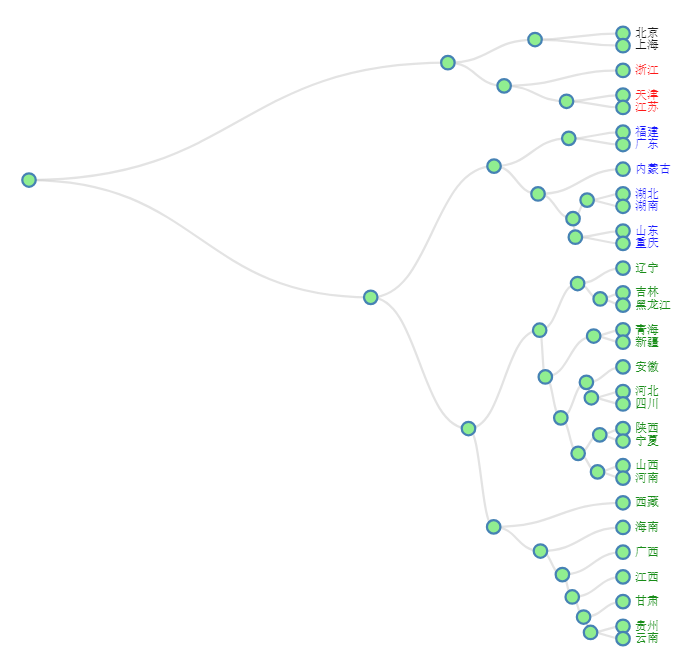 北京
上海
浙江
天津
江苏
福建
广东
内蒙古
湖北
湖南
山东
重庆
辽宁
吉林
黑龙江
青海
新疆
安徽
河北
四川
陕西
宁夏
山西
河南
西藏
海南
广西
江西
甘肃
贵州
云南